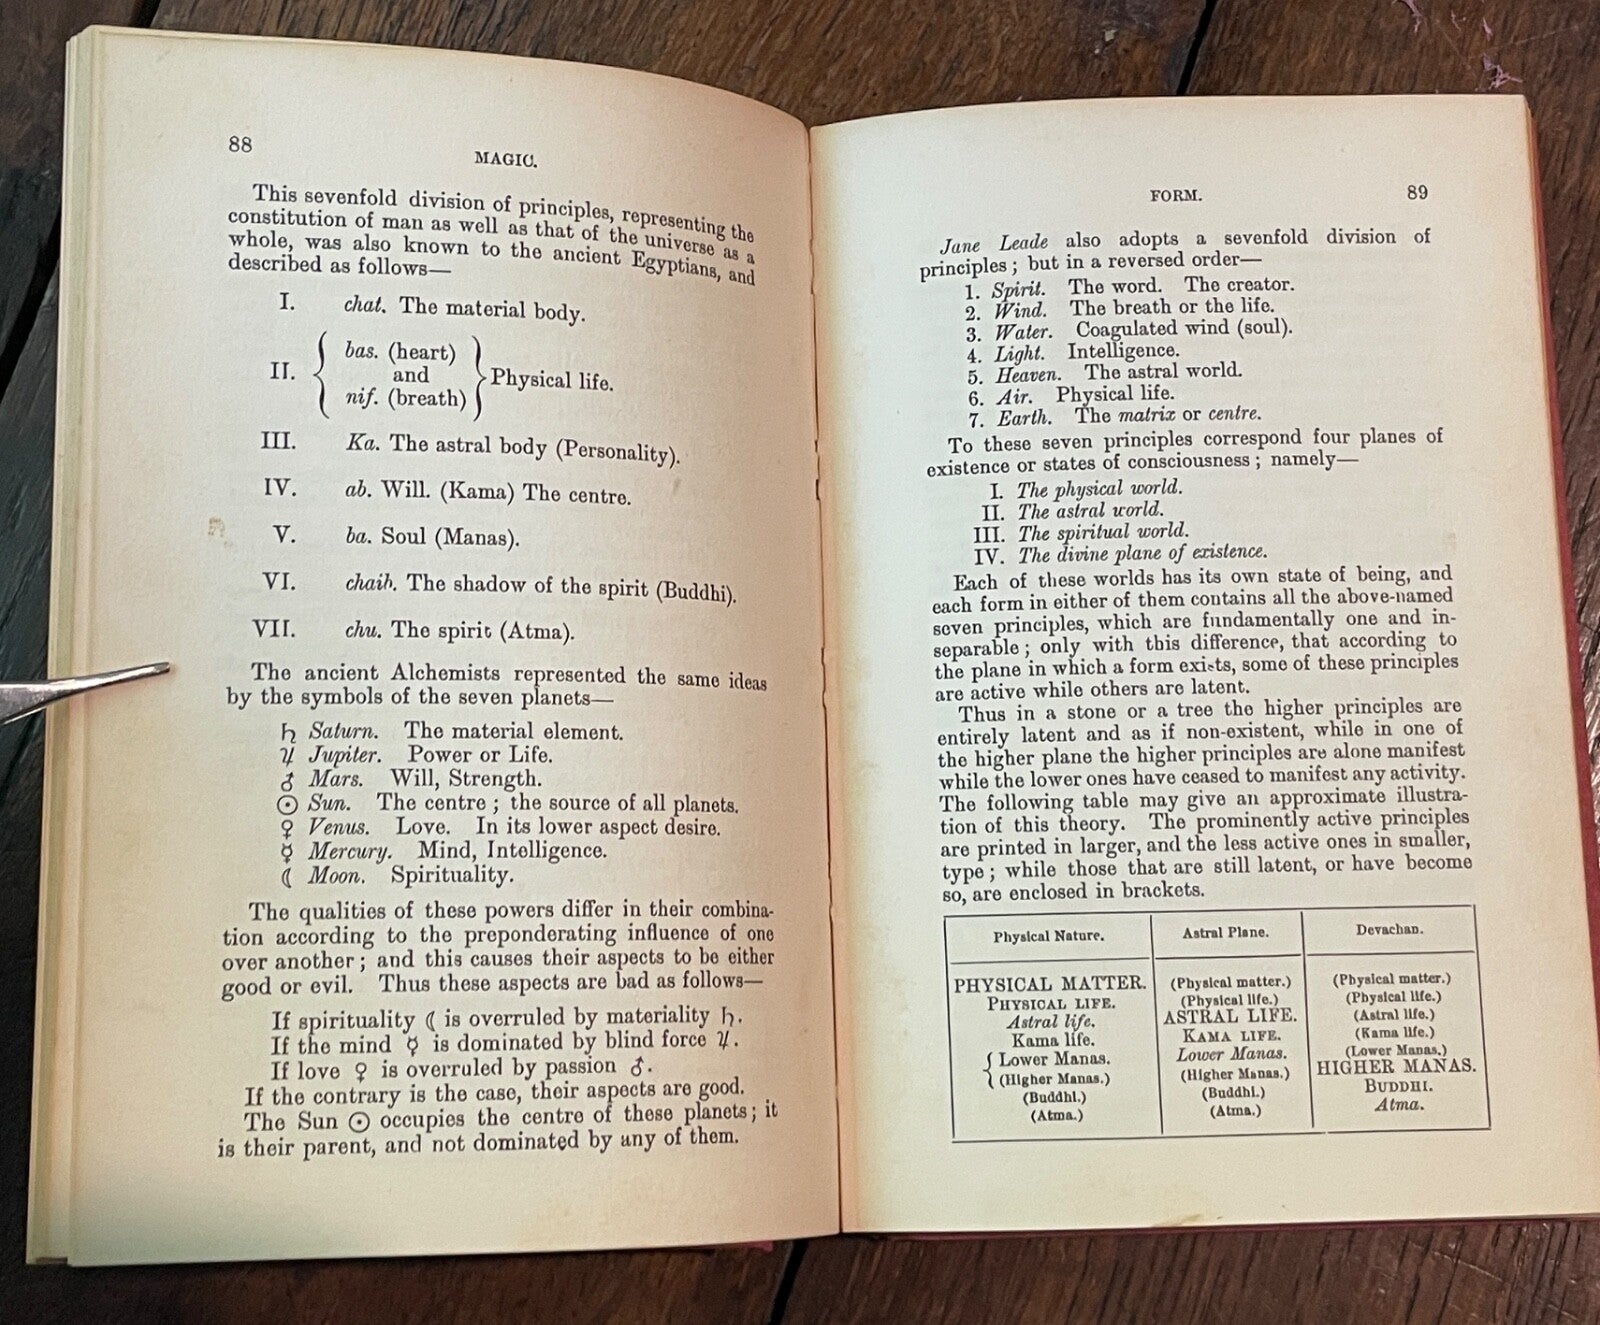 88
MAGIC.
This sevenfold division of principles, representing the
constitution of man as well as that of the universe as a
whole, was also known to the ancient Egyptians, and
described as follows—
I. chat. The material body.
II. { bas. (heart) and nif. (breath) } Physical life.
III. Ka. The astral body (Personality).
IV. ab. Will. (Kama) The centre.
V. ba. Soul (Manas).
VI. chaib. The shadow of the spirit (Buddhi).
VII. chu. The spirit (Atma).
The ancient Alchemists represented the same ideas
by the symbols of the seven planets—
♄ Saturn. The material element.
♃ Jupiter. Power or Life.
♂ Mars. Will, Strength.
☉ Sun. The centre; the source of all planets.
♀ Venus. Love. In its lower aspect desire.
☿ Mercury. Mind, Intelligence.
☾ Moon. Spirituality.
The qualities of these powers differ in their combina-
tion according to the preponderating influence of one
over another; and this causes their aspects to be either
good or evil. Thus these aspects are bad as follows—
If spirituality ☾ is overruled by materiality ♄.
If the mind ☿ is dominated by blind force ♃.
If love ♀ is overruled by passion ♂.
If the contrary is the case, their aspects are good.
The Sun ☉ occupies the centre of these planets; it
is their parent, and not dominated by any of them.
FORM.
89
Jane Leade also adopts a sevenfold division of
principles; but in a reversed order—
1. Spirit. The word. The creator.
2. Wind. The breath or the life.
3. Water. Coagulated wind (soul).
4. Light. Intelligence.
5. Heaven. The astral world.
6. Air. Physical life.
7. Earth. The matrix or centre.
To these seven principles correspond four planes of
existence or states of consciousness; namely—
I. The physical world.
II. The astral world.
III. The spiritual world.
IV. The divine plane of existence.
Each of these worlds has its own state of being, and
each form in either of them contains all the above-named
seven principles, which are fundamentally one and in-
separable; only with this difference, that according to
the plane in which a form exists, some of these principles
are active while others are latent.
Thus in a stone or a tree the higher principles are
entirely latent and as if non-existent, while in one of
the higher plane the higher principles are alone manifest
while the lower ones have ceased to manifest any activity.
The following table may give an approximate illustra-
tion of this theory. The prominently active principles
are printed in larger, and the less active ones in smaller,
type; while those that are still latent, or have become
so, are enclosed in brackets.
Physical Nature.
PHYSICAL MATTER.
PHYSICAL LIFE.
Astral life.
Kama life.
{ Lower Manas.
(Higher Manas.)
(Buddhi.)
(Atma.)
Astral Plane.
(Physical matter.)
(Physical life.)
ASTRAL LIFE.
KAMA LIFE.
Lower Manas.
(Higher Manas.)
(Buddhi.)
(Atma.)
Devachan.
(Physical matter.)
(Physical life.)
(Astral life.)
(Kama life.)
(Lower Manas.)
HIGHER MANAS.
BUDDHI.
Atma.